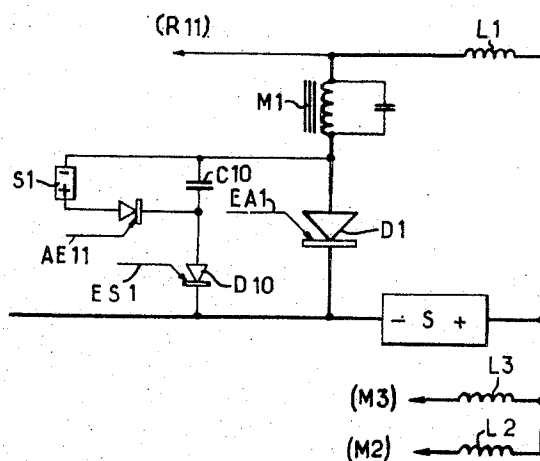 (R11)
L1
M1
S1
-
+
C10
EA1
D1
AE11
ES1
D10
- S +
L3
(M3)
L2
(M2)